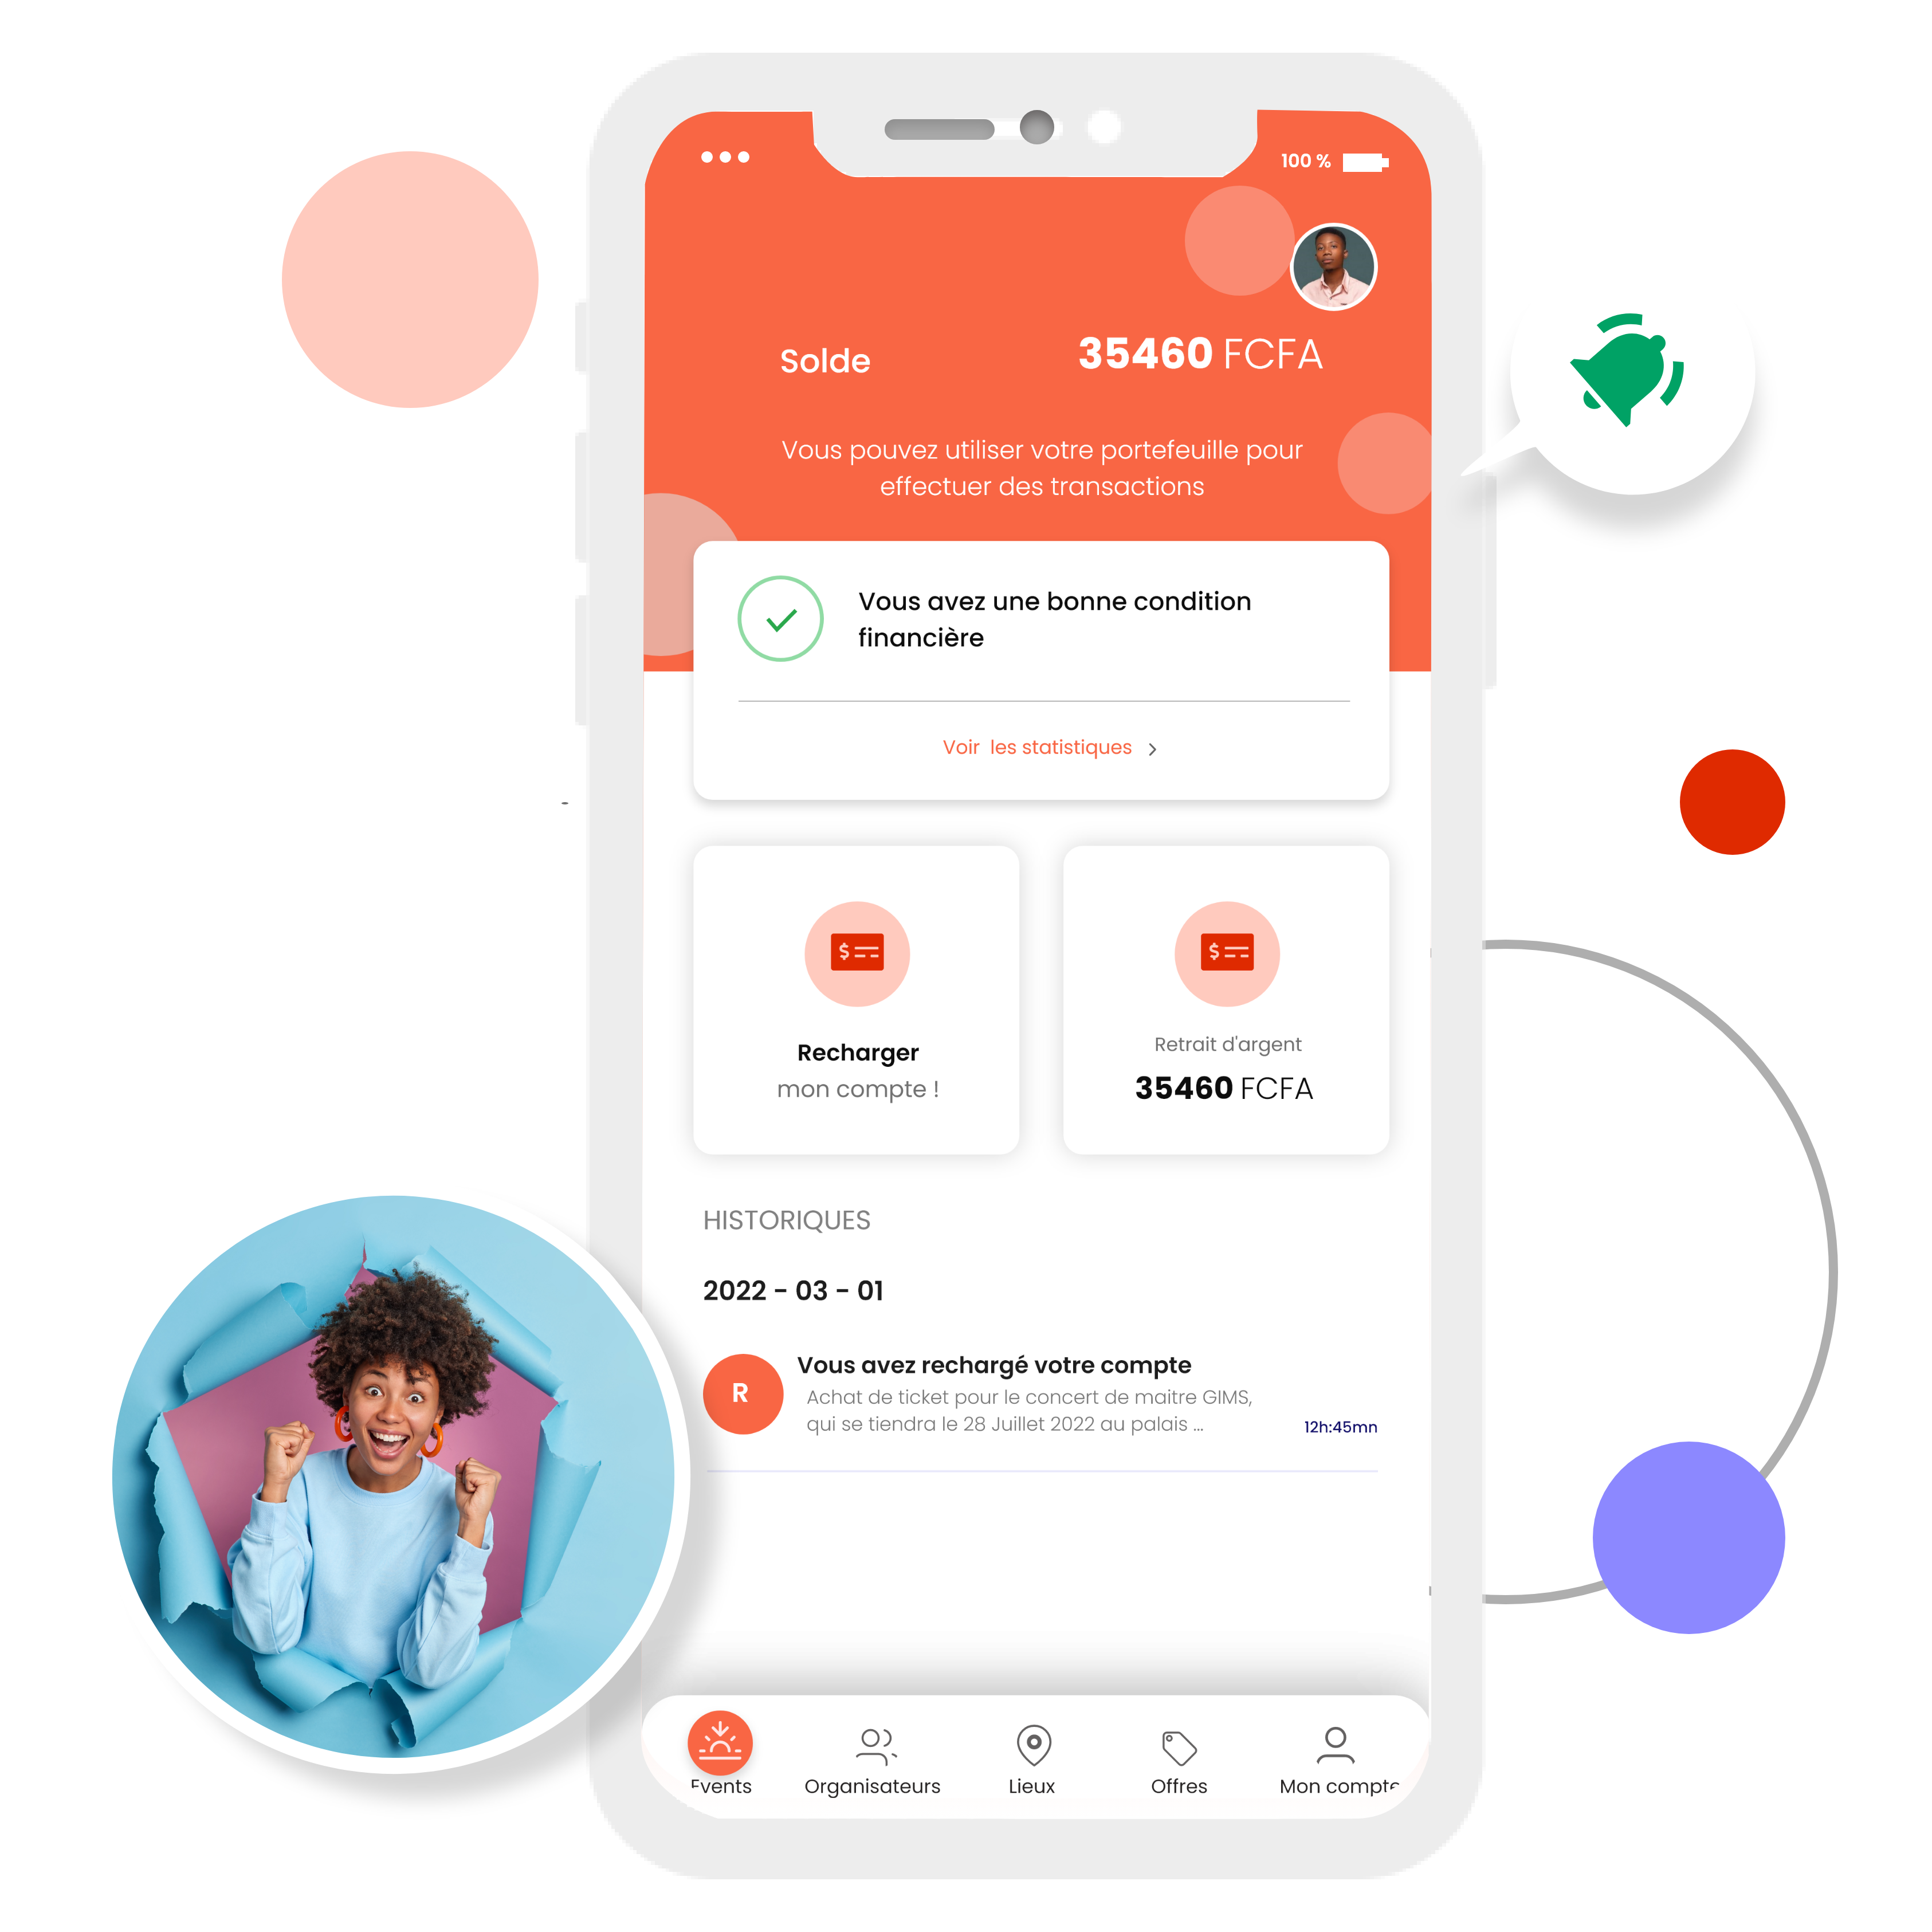 100 %
Solde
35460 FCFA
Vous pouvez utiliser votre portefeuille pour
effectuer des transactions
Vous avez une bonne condition
financière
Voir les statistiques
Recharger
mon compte !
Retrait d'argent
35460 FCFA
HISTORIQUES
2022 - 03 - 01
R
Vous avez rechargé votre compte
Achat de ticket pour le concert de maitre GIMS,
qui se tiendra le 28 Juillet 2022 au palais ...
12h:45mn
Events
Organisateurs
Lieux
Offres
Mon compte